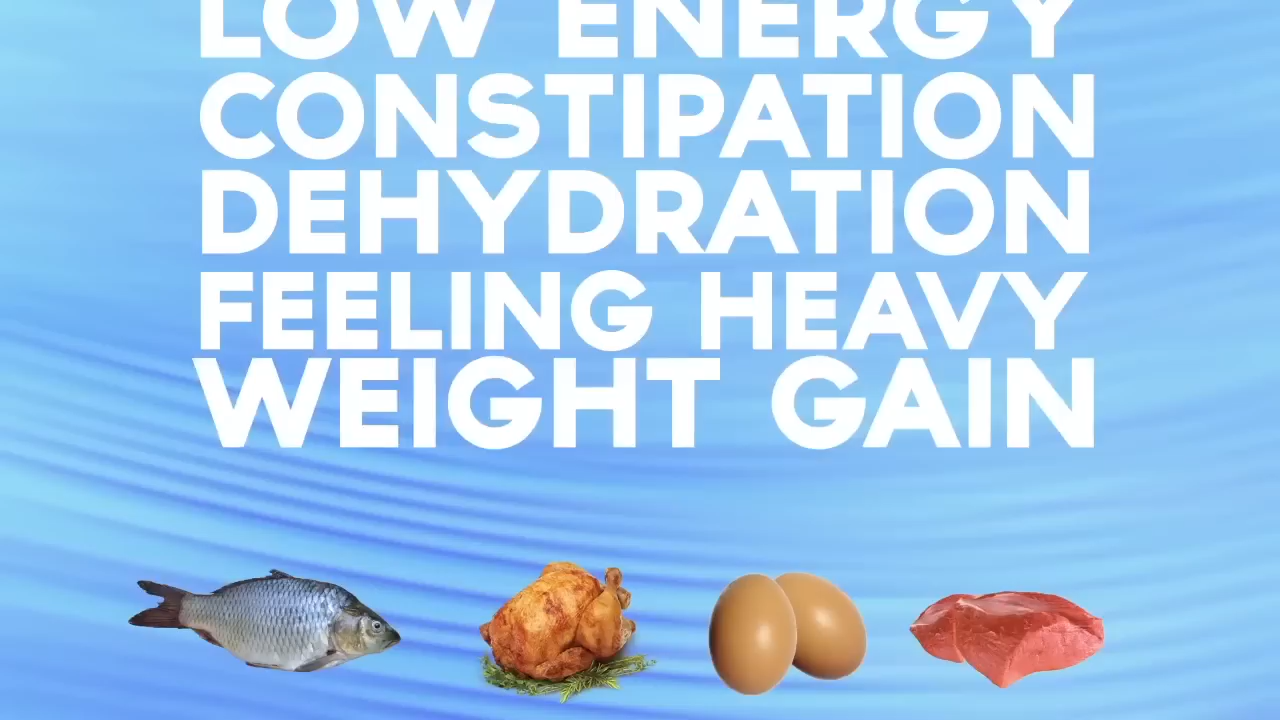 LOW ENERGY
CONSTIPATION
DEHYDRATION
FEELING HEAVY
WEIGHT GAIN